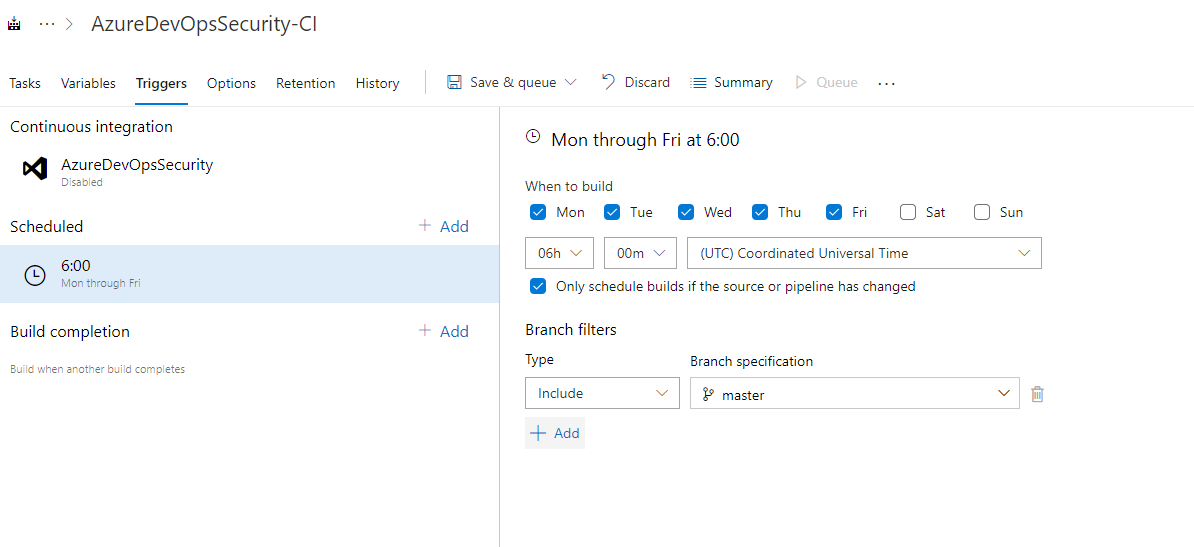 ... > AzureDevOpsSecurity-CI
Tasks Variables Triggers Options Retention History Save & queue Discard Summary Queue ...
Continuous integration
AzureDevOpsSecurity
Disabled
Scheduled + Add
6:00
Mon through Fri
Build completion + Add
Build when another build completes
Mon through Fri at 6:00
When to build
Mon Tue Wed Thu Fri Sat Sun
06h 00m (UTC) Coordinated Universal Time
Only schedule builds if the source or pipeline has changed
Branch filters
Type Branch specification
Include master
+ Add